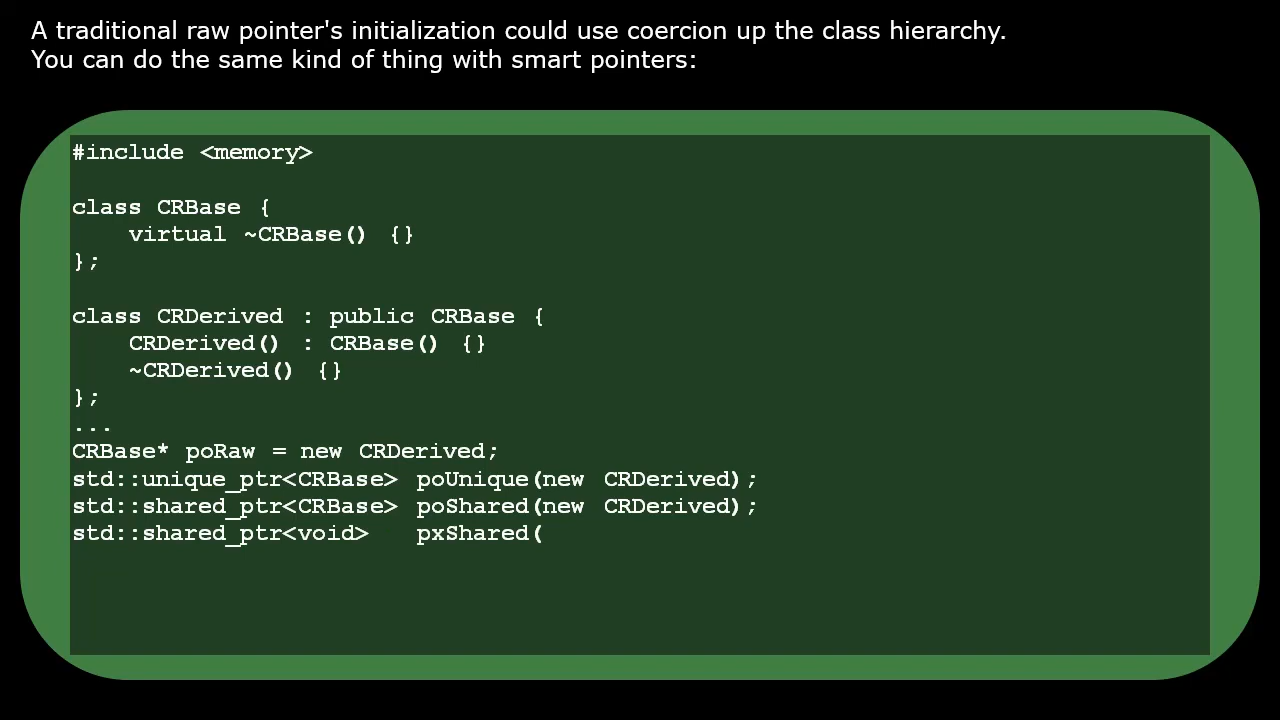 A traditional raw pointer's initialization could use coercion up the class hierarchy.
You can do the same kind of thing with smart pointers:
#include <memory>
class CRBase {
    virtual ~CRBase() {}
};
class CRDerived : public CRBase {
    CRDerived() : CRBase() {}
    ~CRDerived() {}
};
...
CRBase* poRaw = new CRDerived;
std::unique_ptr<CRBase> poUnique(new CRDerived);
std::shared_ptr<CRBase> poShared(new CRDerived);
std::shared_ptr<void>   pxShared(